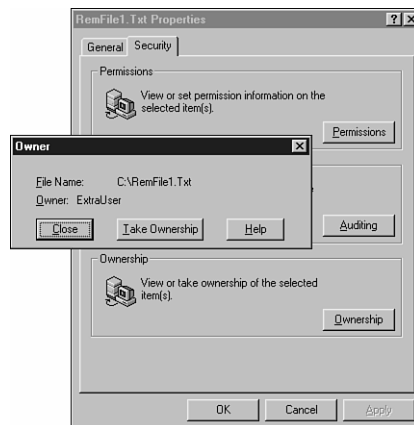 RemFile1.Txt Properties
General Security
Permissions
View or set permission information on the
selected item(s).
Permissions
Owner
File Name: C:\RemFile1.Txt
Owner: ExtraUser
Close Take Ownership Help
Auditing
Ownership
View or take ownership of the selected
item(s).
Ownership
OK Cancel Apply